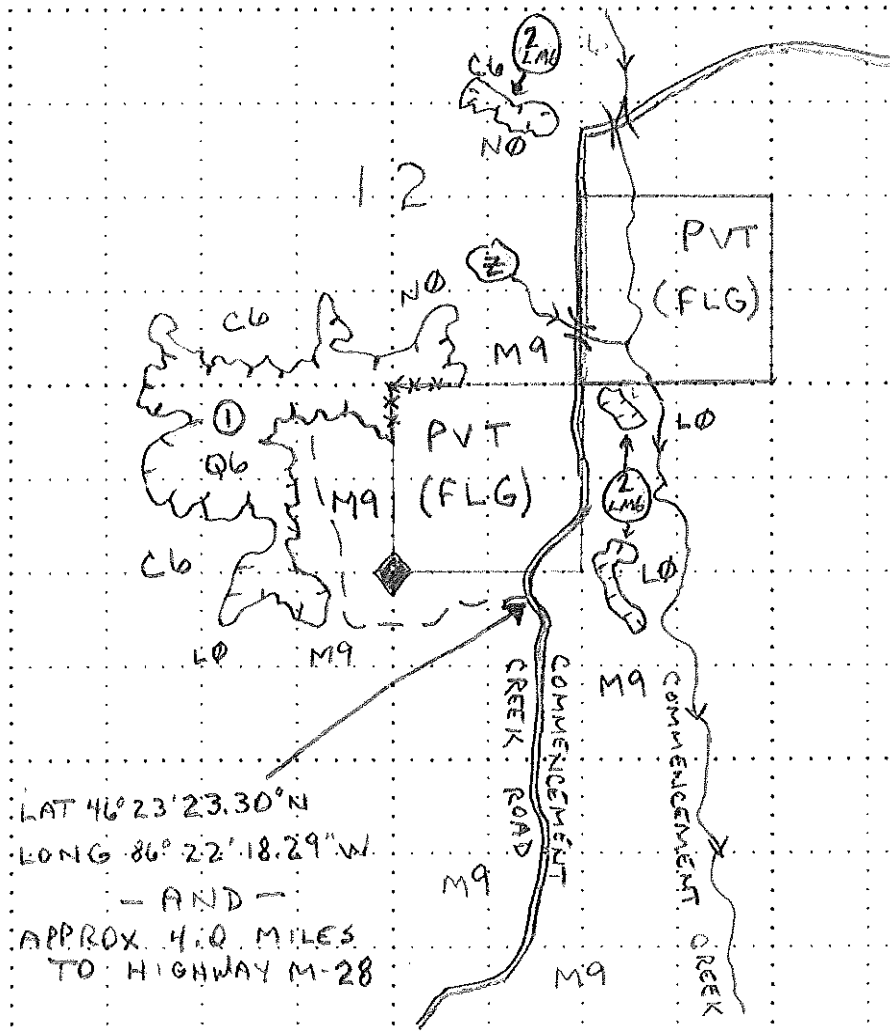 2
LM6
C6
NØ
12
PVT
(FLG)
Z
NØ
C6
M9
①
Q6
PVT
(FLG)
M9
LØ
2
LM6
C6
LØ
LØ
M9
M9
COMMENCEMENT
CREEK ROAD
COMMENCEMENT CREEK
LAT 46° 23' 23.30" N
LONG 86° 22' 18.29" W
- AND -
APPROX 4.0 MILES
TO HIGHWAY M-28
M9
M9